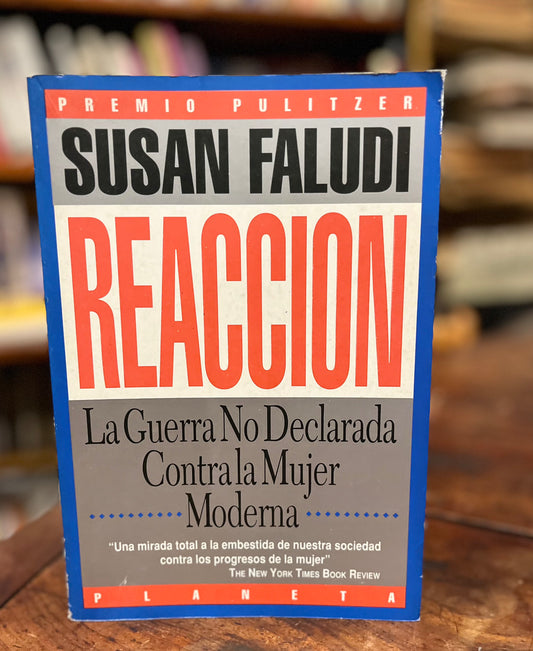 PREMIO PULITZER
SUSAN FALUDI
REACCION
La Guerra No Declarada
Contra la Mujer
Moderna
“Una mirada total a la embestida de nuestra sociedad
contra los progresos de la mujer”
THE NEW YORK TIMES BOOK REVIEW
PLANETA